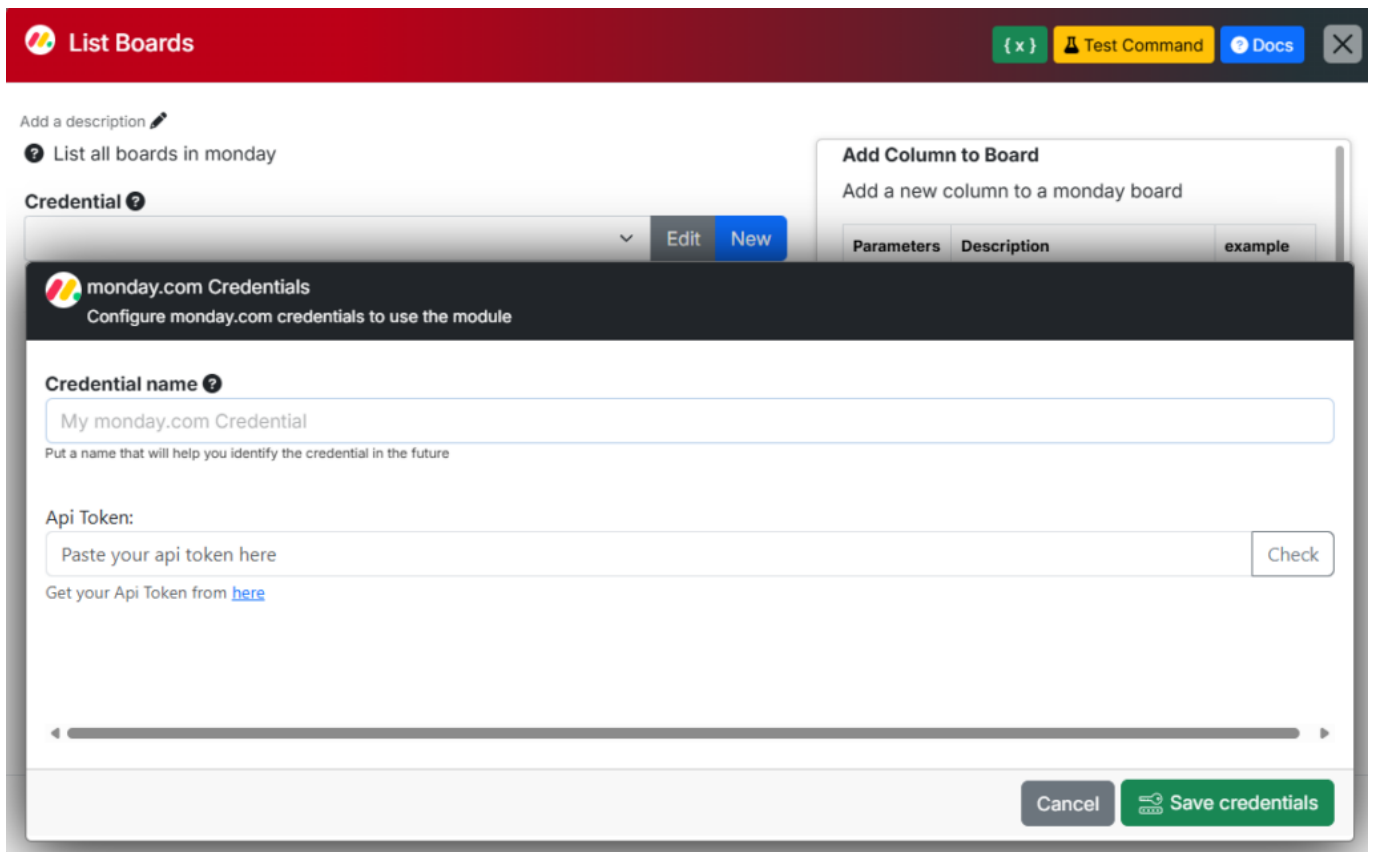 List Boards
{ x } Test Command Docs
Add a description
List all boards in monday
Credential
Edit New
Add Column to Board
Add a new column to a monday board
Parameters Description example
monday.com Credentials
Configure monday.com credentials to use the module
Credential name
My monday.com Credential
Put a name that will help you identify the credential in the future
Api Token:
Paste your api token here Check
Get your Api Token from here
Cancel Save credentials